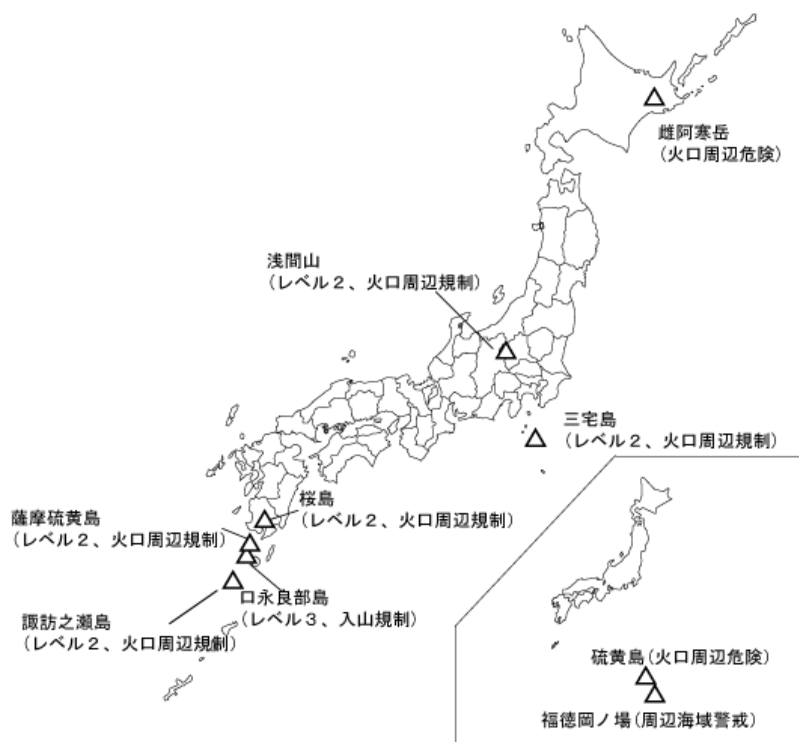 雌阿寒岳
(火口周辺危険)
浅間山
(レベル２、火口周辺規制)
三宅島
(レベル２、火口周辺規制)
桜島
(レベル２、火口周辺規制)
薩摩硫黄島
(レベル２、火口周辺規制)
口永良部島
(レベル３、入山規制)
諏訪之瀬島
(レベル２、火口周辺規制)
硫黄島(火口周辺危険)
福徳岡ノ場(周辺海域警戒)